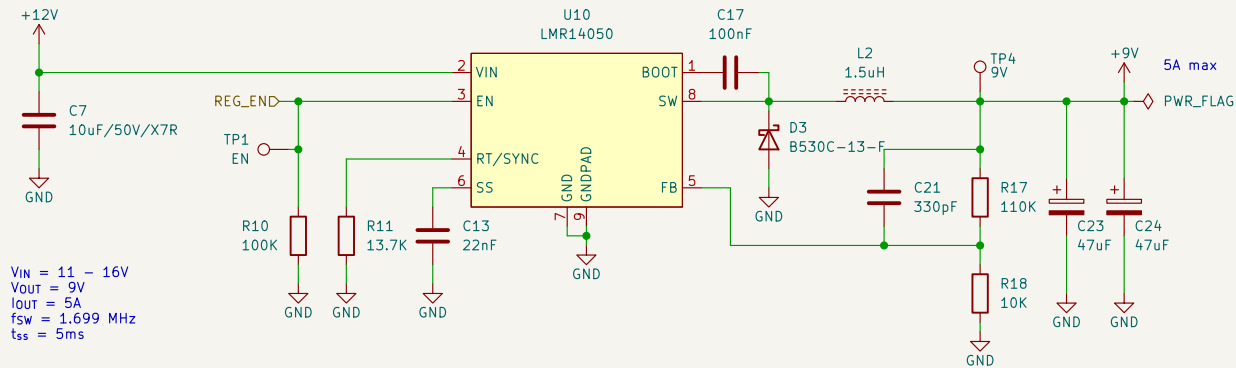 +12V
C7
10uF/50V/X7R
GND
REG_EN
TP1
EN
R10
100K
GND
R11
13.7K
GND
C13
22nF
GND
U10
LMR14050
2 VIN
3 EN
4 RT/SYNC
6 SS
BOOT 1
SW 8
FB 5
GND 7
GNDPAD 9
GND
C17
100nF
D3
B530C-13-F
GND
L2
1.5uH
TP4
9V
C21
330pF
R17
110K
R18
10K
GND
C23
47uF
GND
C24
47uF
GND
+
+
+9V
5A max
PWR_FLAG
VIN = 11 - 16V
VOUT = 9V
IOUT = 5A
fSW = 1.699 MHz
tss = 5ms